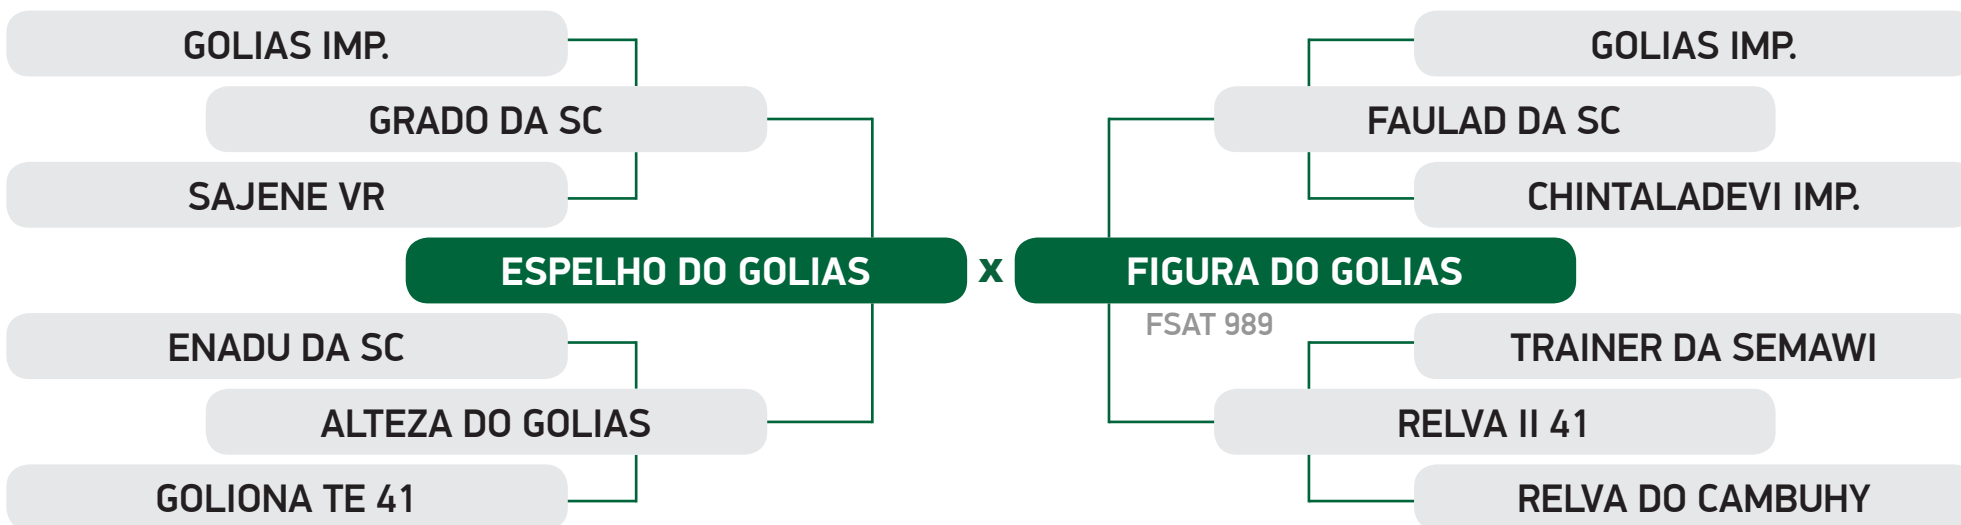 GOLIAS IMP.
GOLIAS IMP.
GRADO DA SC
FAULAD DA SC
SAJENE VR
CHINTALADEVI IMP.
ESPELHO DO GOLIAS x FIGURA DO GOLIAS
FSAT 989
ENADU DA SC
TRAINER DA SEMAWI
ALTEZA DO GOLIAS
RELVA II 41
GOLIONA TE 41
RELVA DO CAMBUHY